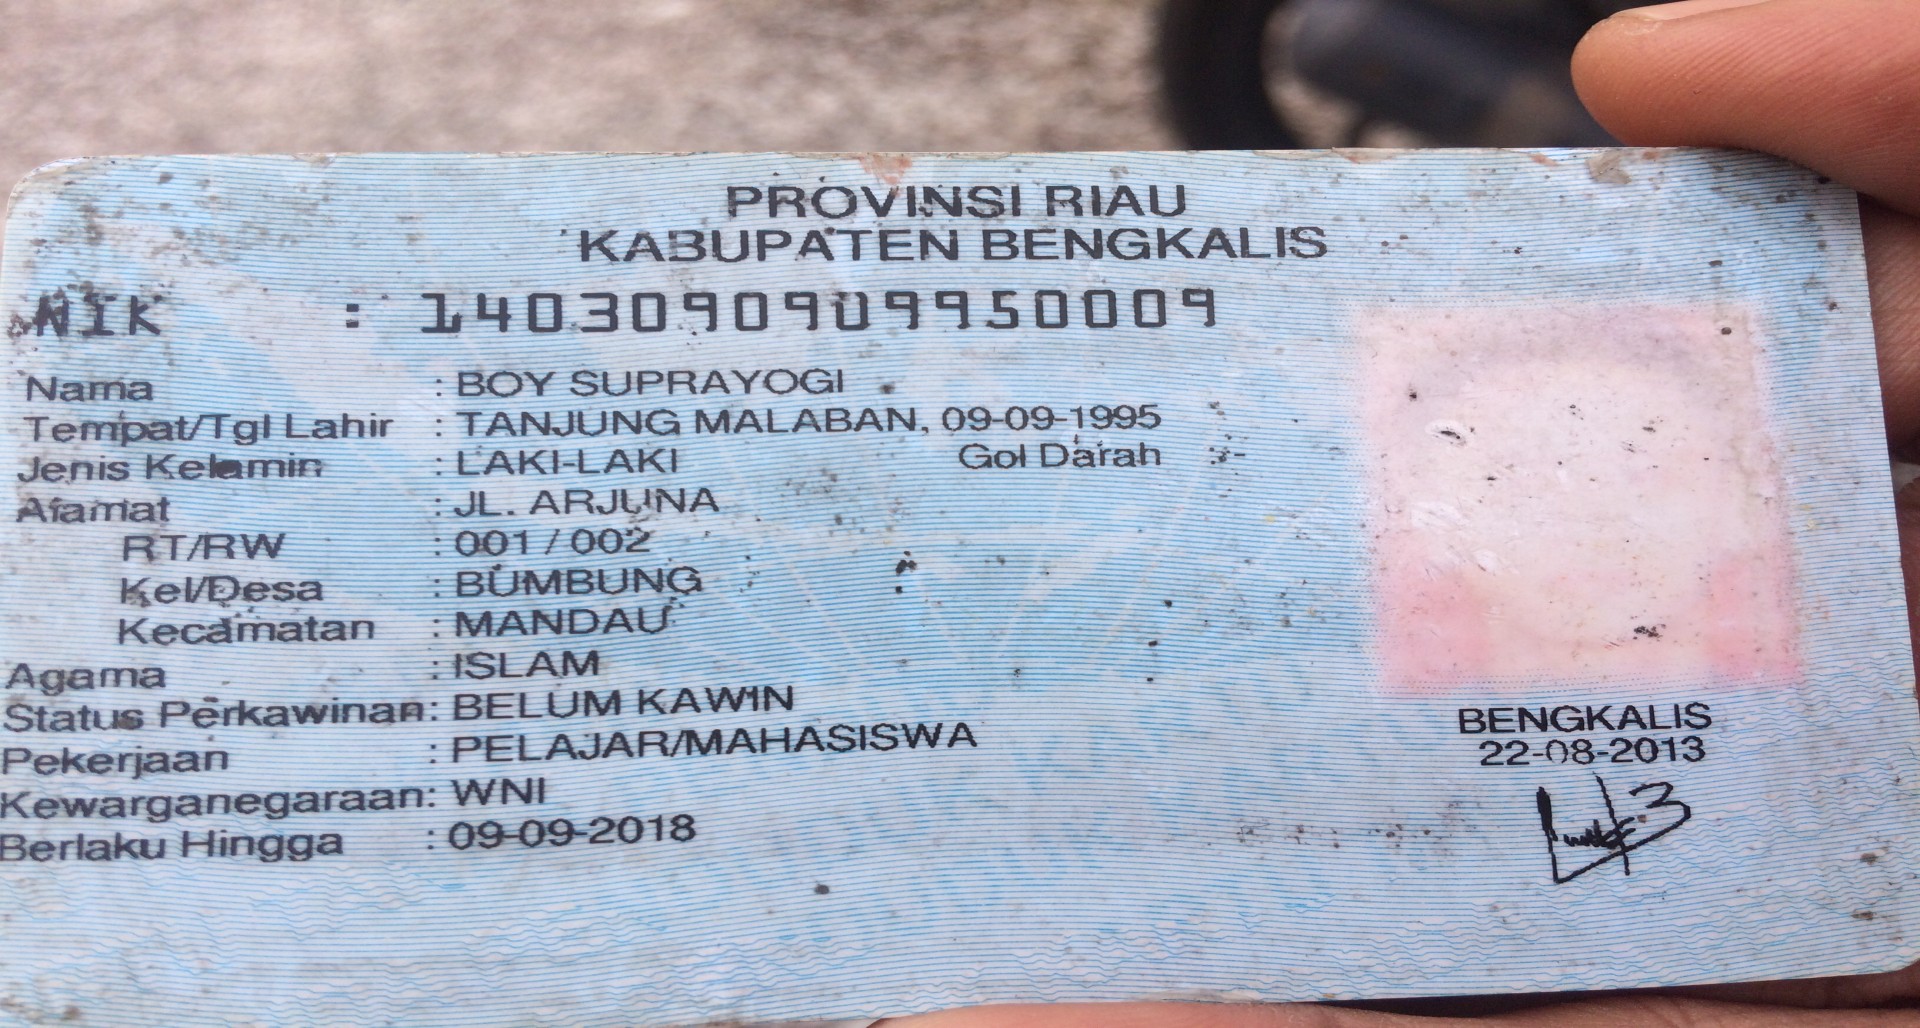 PROVINSI RIAU
KABUPATEN BENGKALIS
NIK : 1403090909950009
Nama : BOY SUPRAYOGI
Tempat/Tgl Lahir : TANJUNG MALABAN, 09-09-1995
Jenis Kelamin : LAKI-LAKI Gol Darah : -
Alamat : JL. ARJUNA
RT/RW : 001 / 002
Kel/Desa : BUMBUNG
Kecamatan : MANDAU
Agama : ISLAM
Status Perkawinan: BELUM KAWIN
Pekerjaan : PELAJAR/MAHASISWA
Kewarganegaraan: WNI
Berlaku Hingga : 09-09-2018
BENGKALIS
22-08-2013